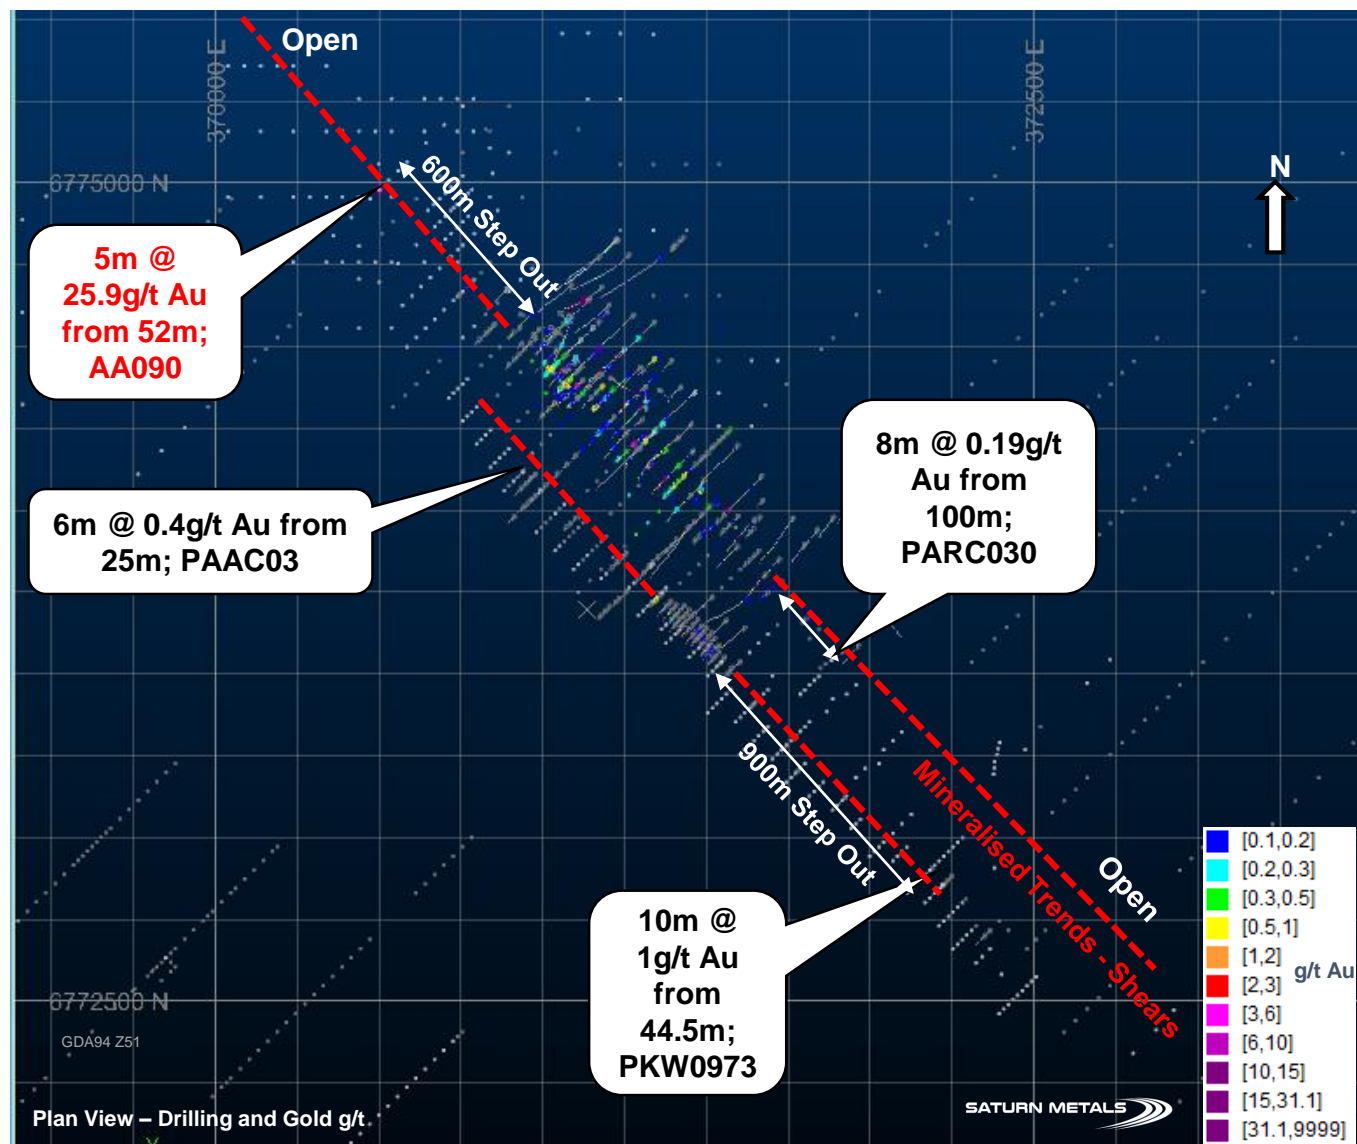 Open
370000 E
372500 E
N
6775000 N
600m Step Out
5m @
25.9g/t Au
from 52m;
AA090
8m @ 0.19g/t
Au from
100m;
PARC030
6m @ 0.4g/t Au from
25m; PAAC03
900m Step Out
Mineralised Trends - Shears
Open
10m @
1g/t Au
from
44.5m;
PKW0973
6772500 N
GDA94 Z51
[0.1,0.2]
[0.2,0.3]
[0.3,0.5]
[0.5,1]
[1,2]
[2,3]
[3,6]
[6,10]
[10,15]
[15,31.1]
[31.1,9999]
g/t Au
Plan View – Drilling and Gold g/t
SATURN METALS
Y